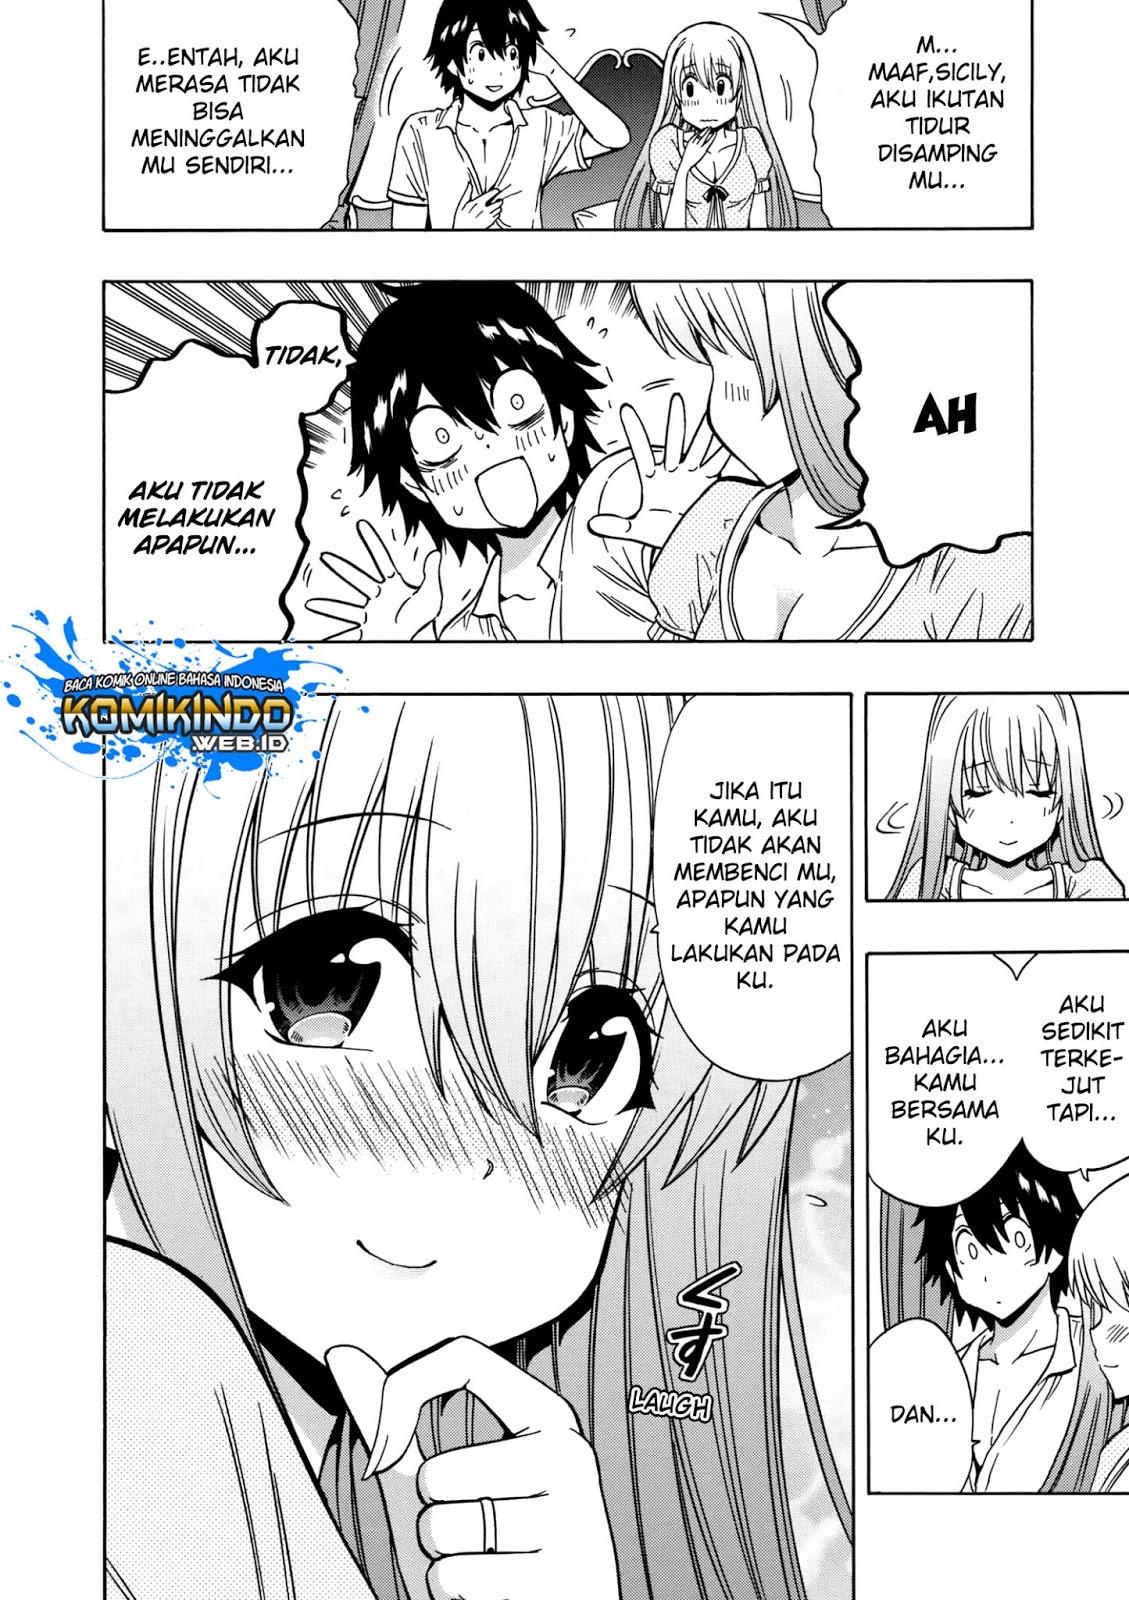 M...
MAAF,SICILY,
AKU IKUTAN
TIDUR
DISAMPING
MU...
E..ENTAH, AKU
MERASA TIDAK
BISA
MENINGGALKAN
MU SENDIRI...
AH
TIDAK,
AKU TIDAK
MELAKUKAN
APAPUN...
BACA KOMIK ONLINE BAHASA INDONESIA
KOMIKINDO
WEB.ID
AKU
SEDIKIT
TERKE-
JUT
TAPI...
AKU
BAHAGIA...
KAMU
BERSAMA
KU.
DAN...
JIKA ITU
KAMU, AKU
TIDAK AKAN
MEMBENCI MU,
APAPUN YANG
KAMU
LAKUKAN PADA
KU.
くす
LAUGH